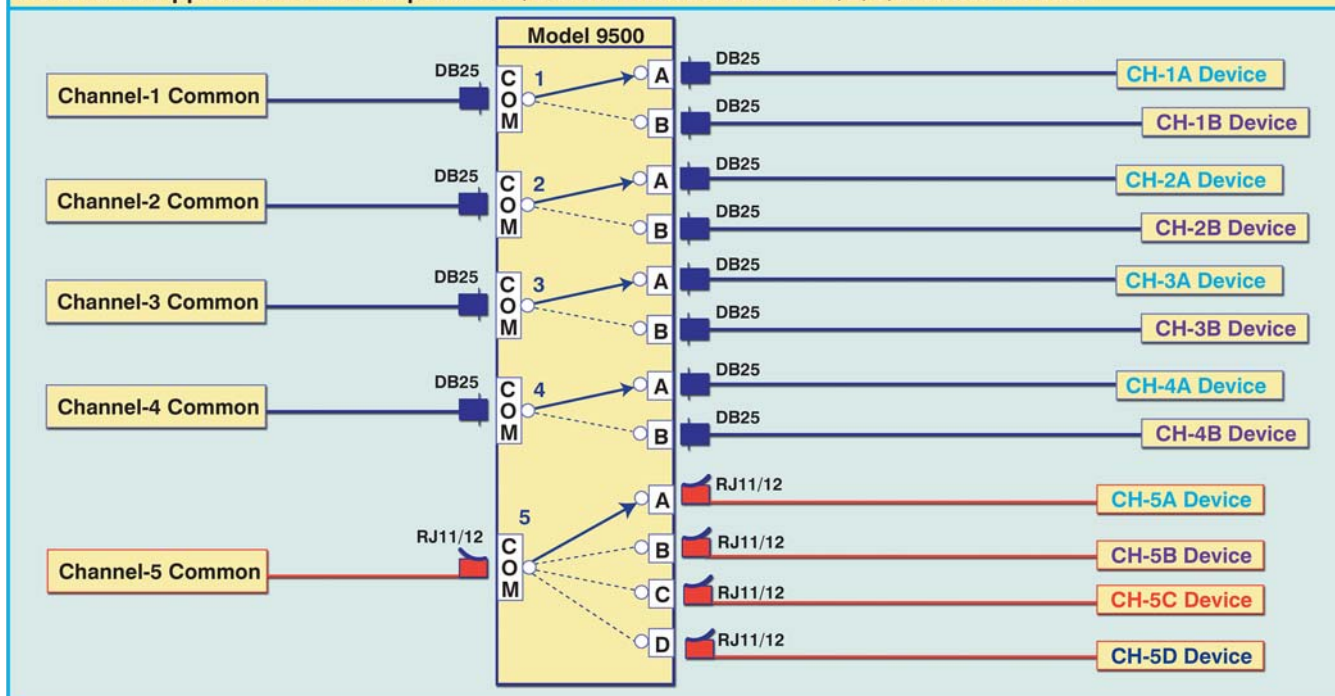 Model 9500
Channel-1 Common
DB25
COM
1
A
DB25
CH-1A Device
B
DB25
CH-1B Device
Channel-2 Common
DB25
COM
2
A
DB25
CH-2A Device
B
DB25
CH-2B Device
Channel-3 Common
DB25
COM
3
A
DB25
CH-3A Device
B
DB25
CH-3B Device
Channel-4 Common
DB25
COM
4
A
DB25
CH-4A Device
B
DB25
CH-4B Device
Channel-5 Common
RJ11/12
COM
5
A
RJ11/12
CH-5A Device
B
RJ11/12
CH-5B Device
C
RJ11/12
CH-5C Device
D
RJ11/12
CH-5D Device